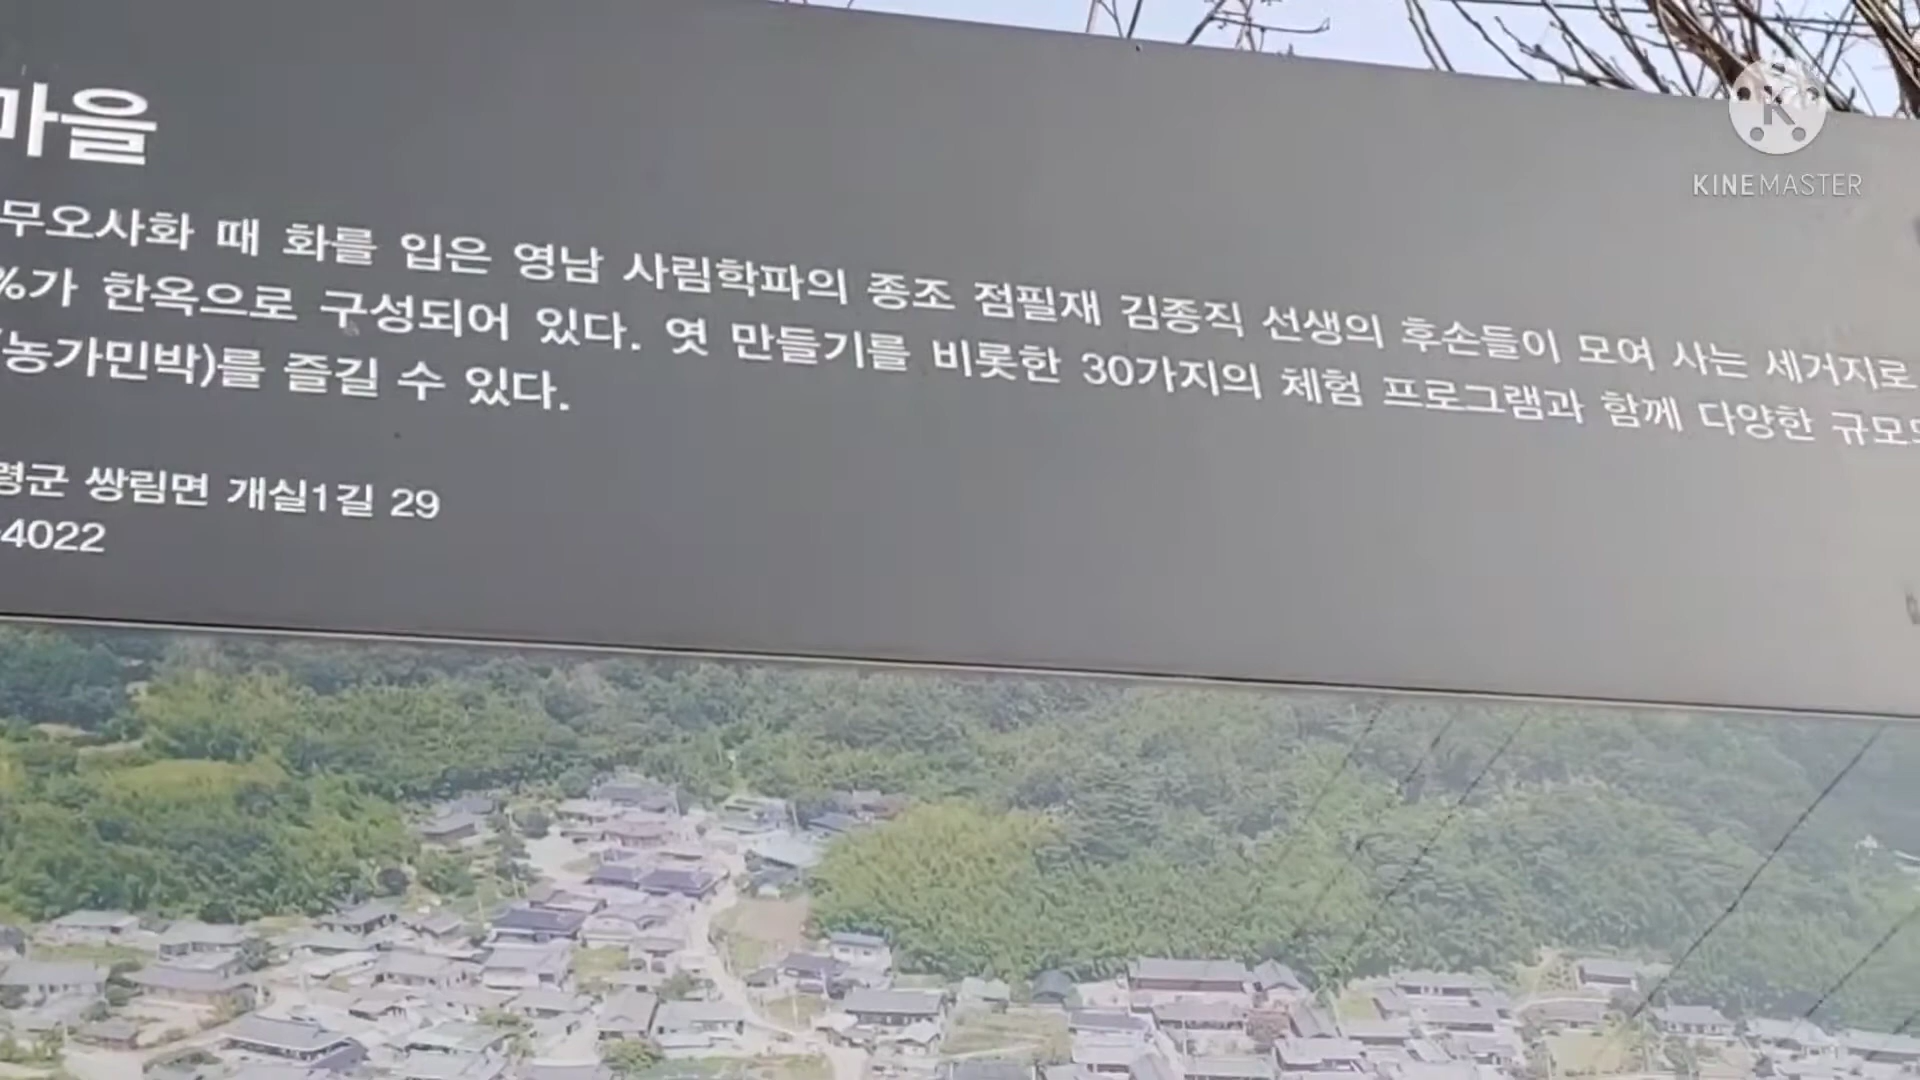 마을
무오사화 때 화를 입은 영남 사림학파의 종조 점필재 김종직 선생의 후손들이 모여 사는 세거지로
%가 한옥으로 구성되어 있다. 엿 만들기를 비롯한 30가지의 체험 프로그램과 함께 다양한 규모의
(농가민박)를 즐길 수 있다.
령군 쌍림면 개실1길 29
-4022
KINEMASTER